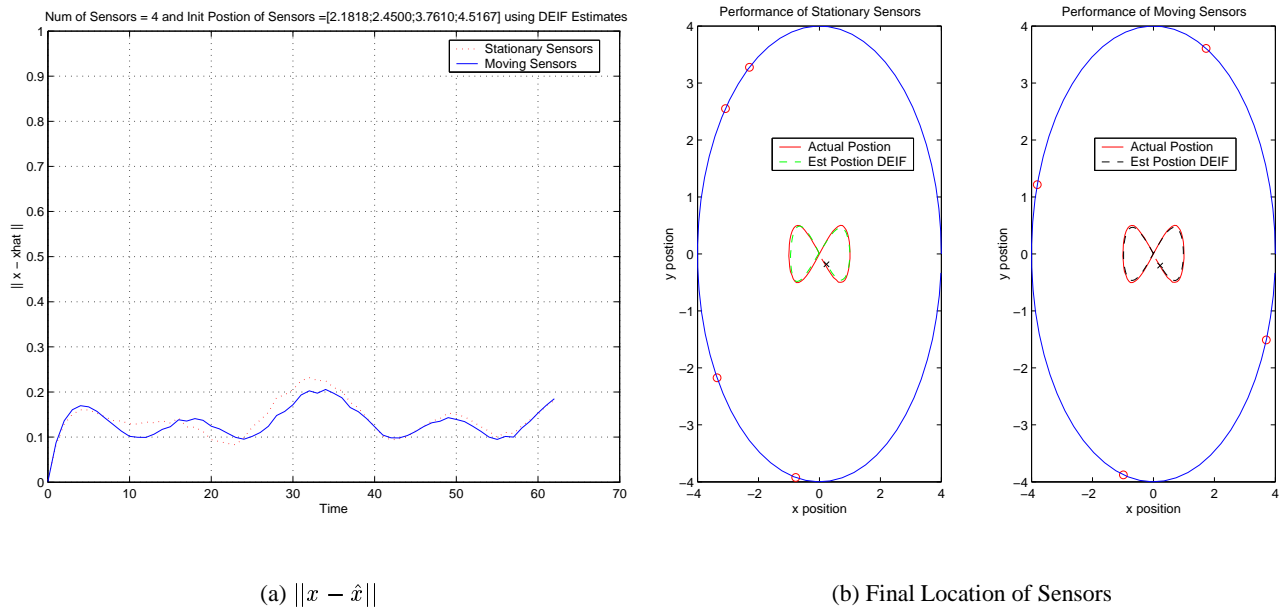 Num of Sensors = 4 and Init Postion of Sensors =[2.1818;2.4500;3.7610;4.5167] using DEIF Estimates
1
0.9
0.8
0.7
0.6
0.5
0.4
0.3
0.2
0.1
0
|| x − xhat ||
Stationary Sensors
Moving Sensors
0 10 20 30 40 50 60 70
Time
(a) ||x − x̂||
Performance of Stationary Sensors
4
3
2
1
0
−1
−2
−3
−4
y postion
Actual Postion
Est Postion DEIF
−4 −2 0 2 4
x position
Performance of Moving Sensors
4
3
2
1
0
−1
−2
−3
−4
y postion
Actual Postion
Est Postion DEIF
−4 −2 0 2 4
x position
(b) Final Location of Sensors